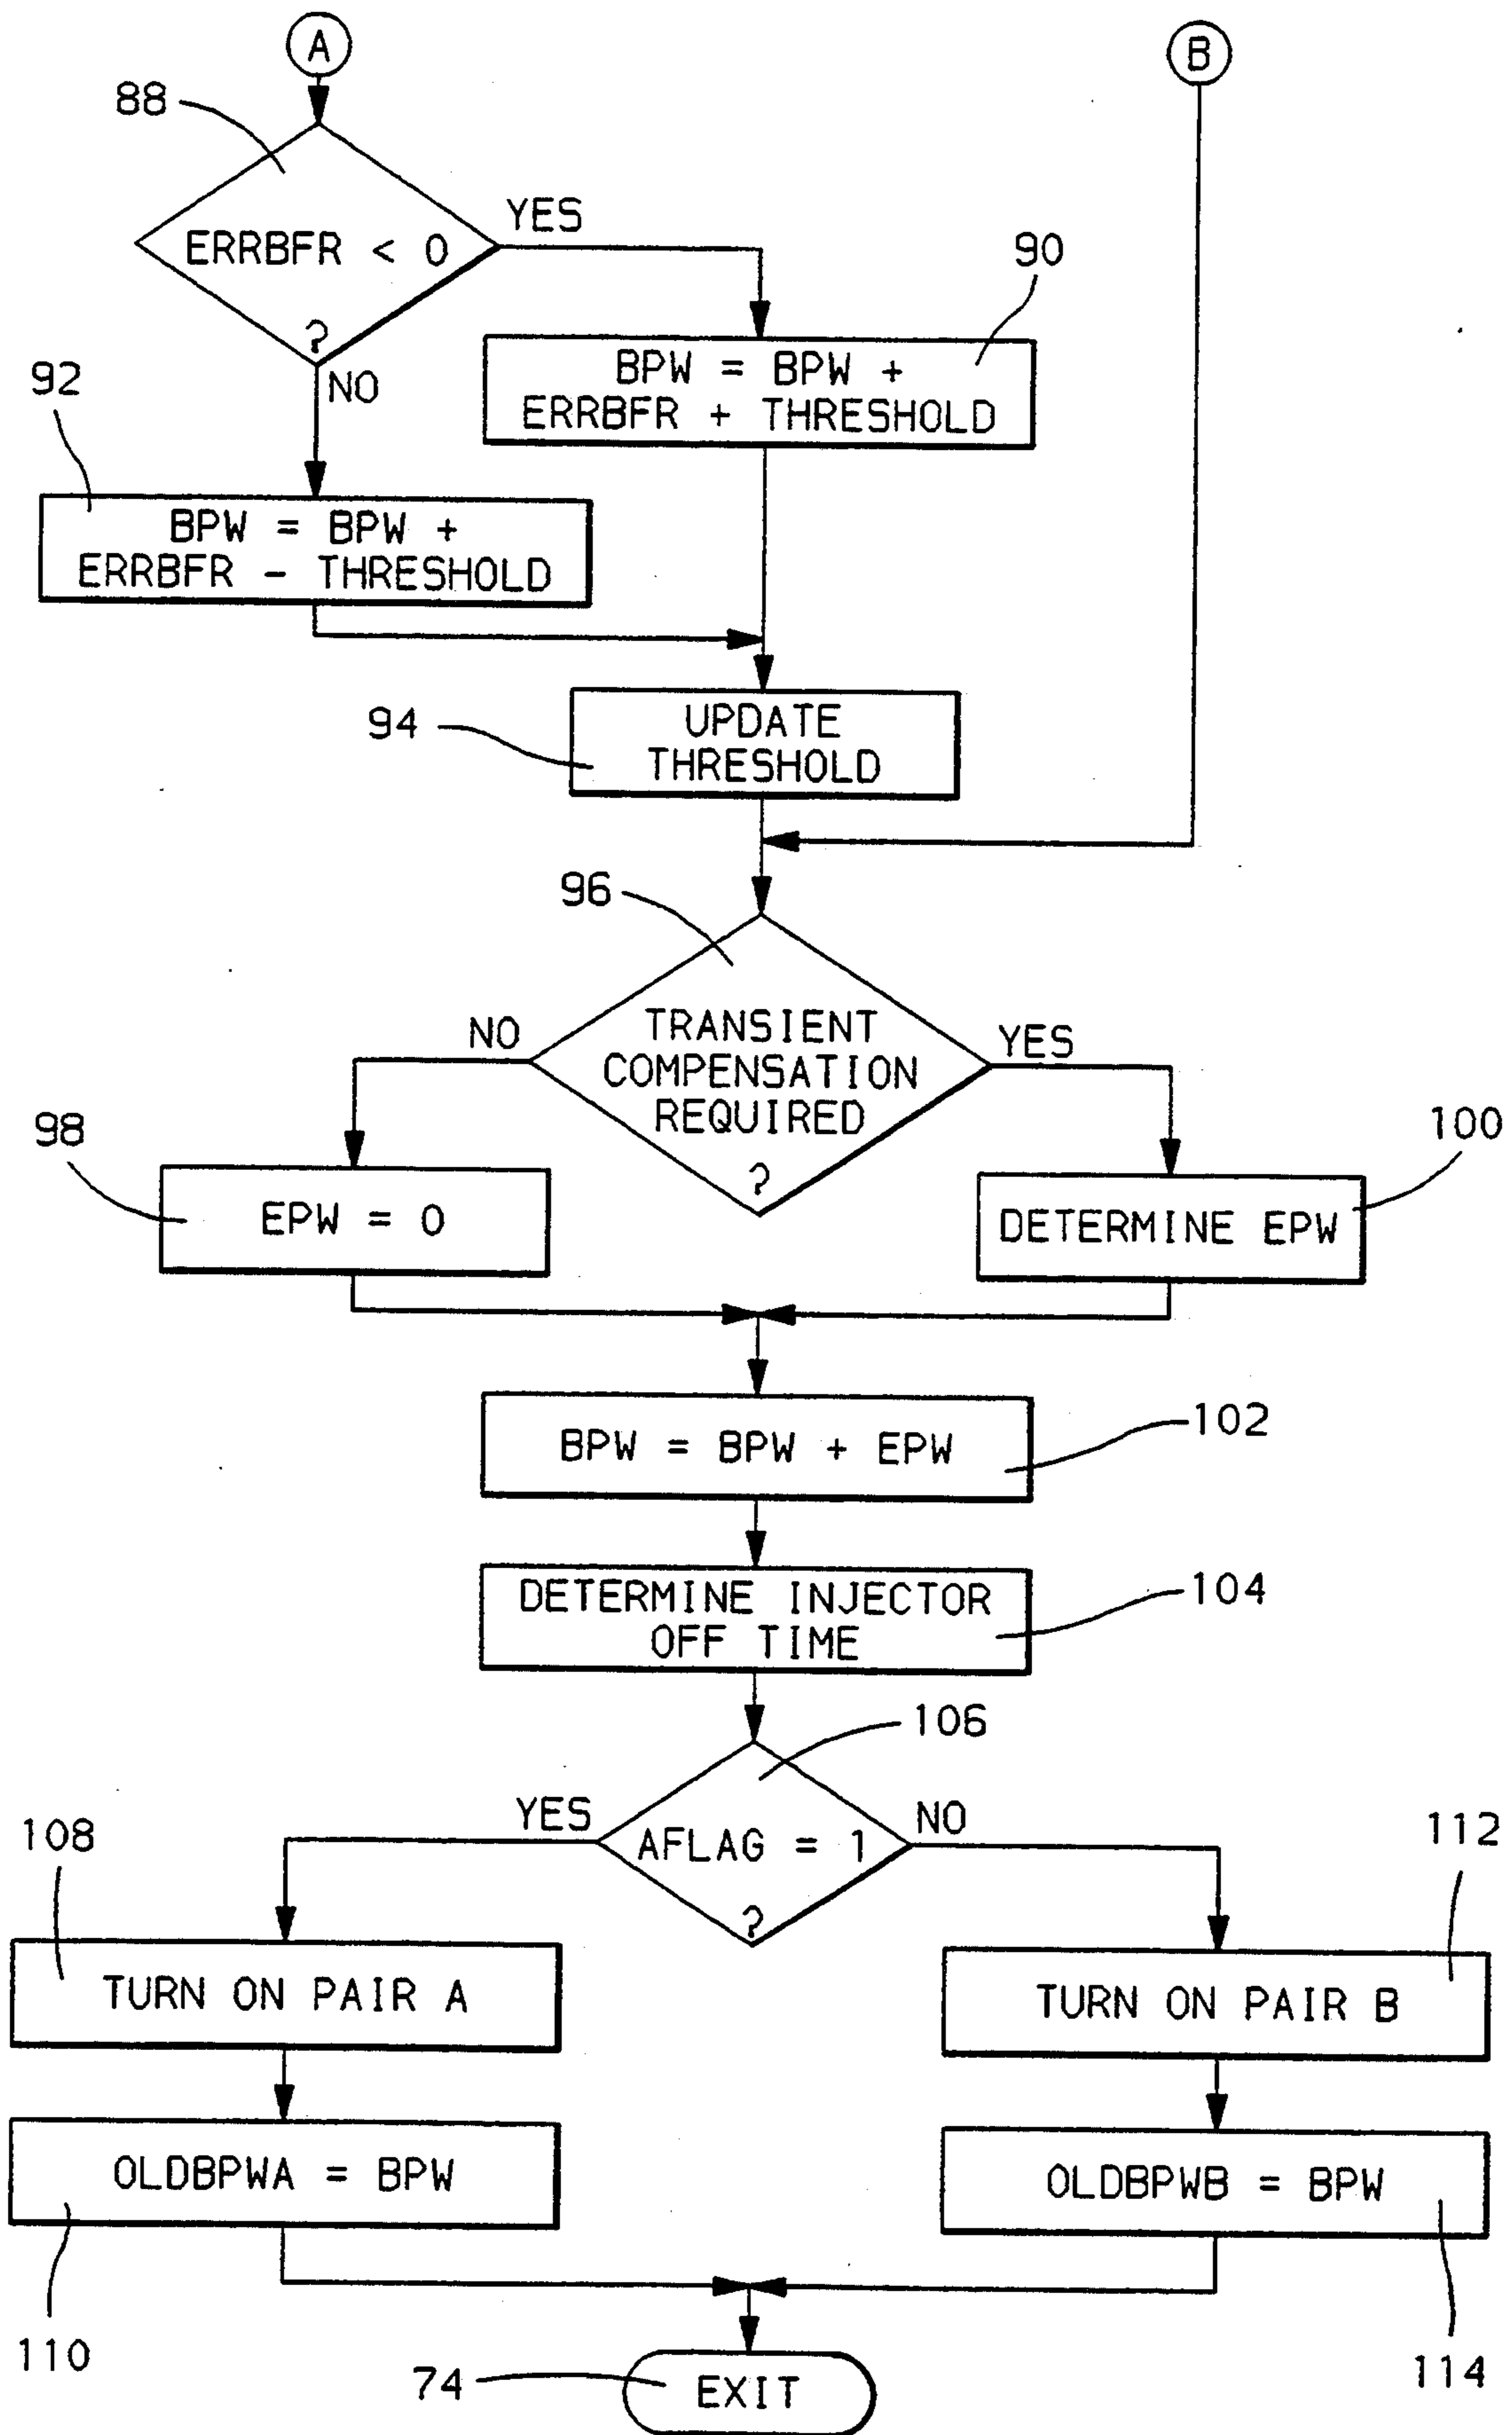 A
B
88
ERRBFR < 0
?
YES
NO
90
BPW = BPW +
ERRBFR + THRESHOLD
92
BPW = BPW +
ERRBFR - THRESHOLD
94
UPDATE
THRESHOLD
96
TRANSIENT
COMPENSATION
REQUIRED
?
NO
YES
98
EPW = 0
100
DETERMINE EPW
102
BPW = BPW + EPW
104
DETERMINE INJECTOR
OFF TIME
106
AFLAG = 1
?
YES
NO
108
TURN ON PAIR A
112
TURN ON PAIR B
OLDBPWA = BPW
110
OLDBPWB = BPW
114
74
EXIT